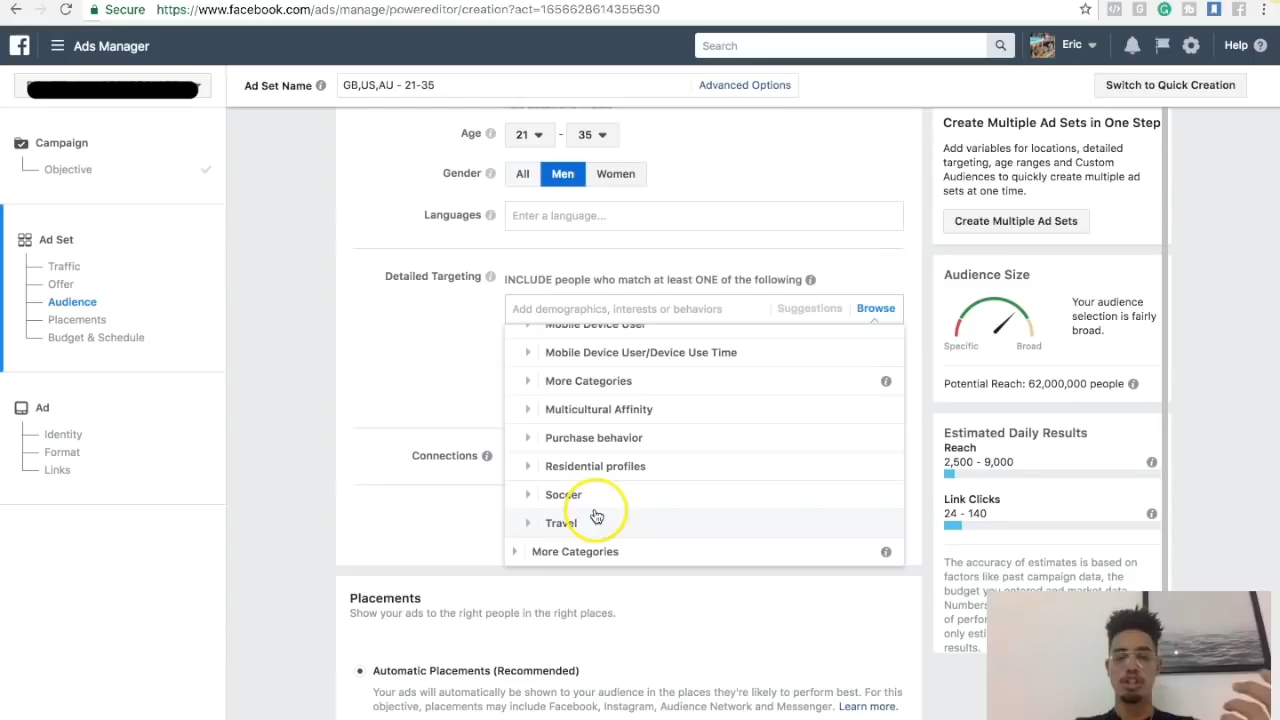 Secure https://www.facebook.com/ads/manage/powereditor/creation?act=1656628614355630
Ads Manager
Search
Eric
Help
Ad Set Name
GB,US,AU - 21-35
Advanced Options
Switch to Quick Creation
Campaign
Objective
Ad Set
Traffic
Offer
Audience
Placements
Budget & Schedule
Ad
Identity
Format
Links
Age
21
-
35
Gender
All
Men
Women
Languages
Enter a language...
Detailed Targeting
INCLUDE people who match at least ONE of the following
Add demographics, interests or behaviors
Suggestions
Browse
Mobile Device User
Mobile Device User/Device Use Time
More Categories
Multicultural Affinity
Purchase behavior
Residential profiles
Soccer
Travel
More Categories
Connections
Placements
Show your ads to the right people in the right places.
Automatic Placements (Recommended)
Your ads will automatically be shown to your audience in the places they're likely to perform best. For this
objective, placements may include Facebook, Instagram, Audience Network and Messenger. Learn more.
Create Multiple Ad Sets in One Step
Add variables for locations, detailed
targeting, age ranges and Custom
Audiences to quickly create multiple ad
sets at one time.
Create Multiple Ad Sets
Audience Size
Your audience
selection is fairly
broad.
Specific
Broad
Potential Reach: 62,000,000 people
Estimated Daily Results
Reach
2,500 - 9,000
Link Clicks
24 - 140
The accuracy of estimates is based on
factors like past campaign data, the
budget you entered and market data.
Numbers
of perfor
only esti
results.